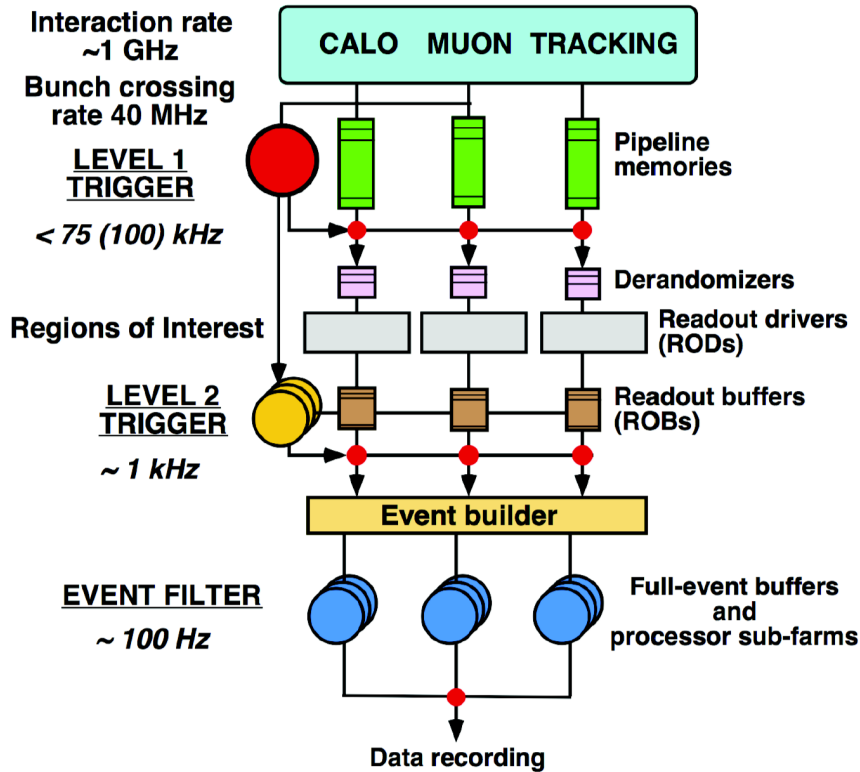 Interaction rate
~1 GHz
CALO MUON TRACKING
Bunch crossing
rate 40 MHz
Pipeline
memories
LEVEL 1
TRIGGER
< 75 (100) kHz
Derandomizers
Regions of Interest
Readout drivers
(RODs)
LEVEL 2
TRIGGER
Readout buffers
(ROBs)
~ 1 kHz
Event builder
EVENT FILTER
~ 100 Hz
Full-event buffers
and
processor sub-farms
Data recording